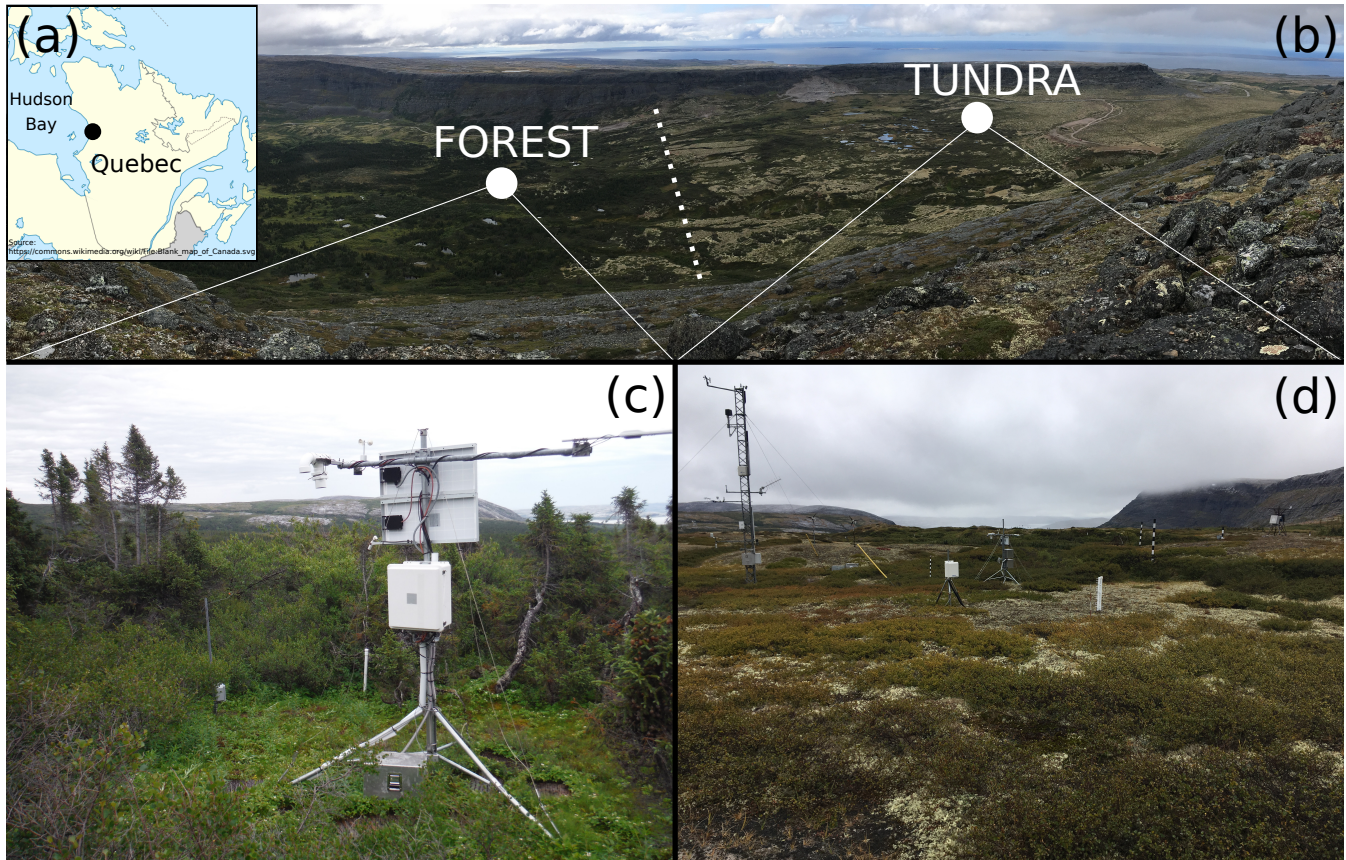 (a)
Hudson
Bay
Quebec
Source:
https://commons.wikimedia.org/wiki/File:Blank_map_of_Canada.svg
(b)
FOREST
TUNDRA
(c)
(d)